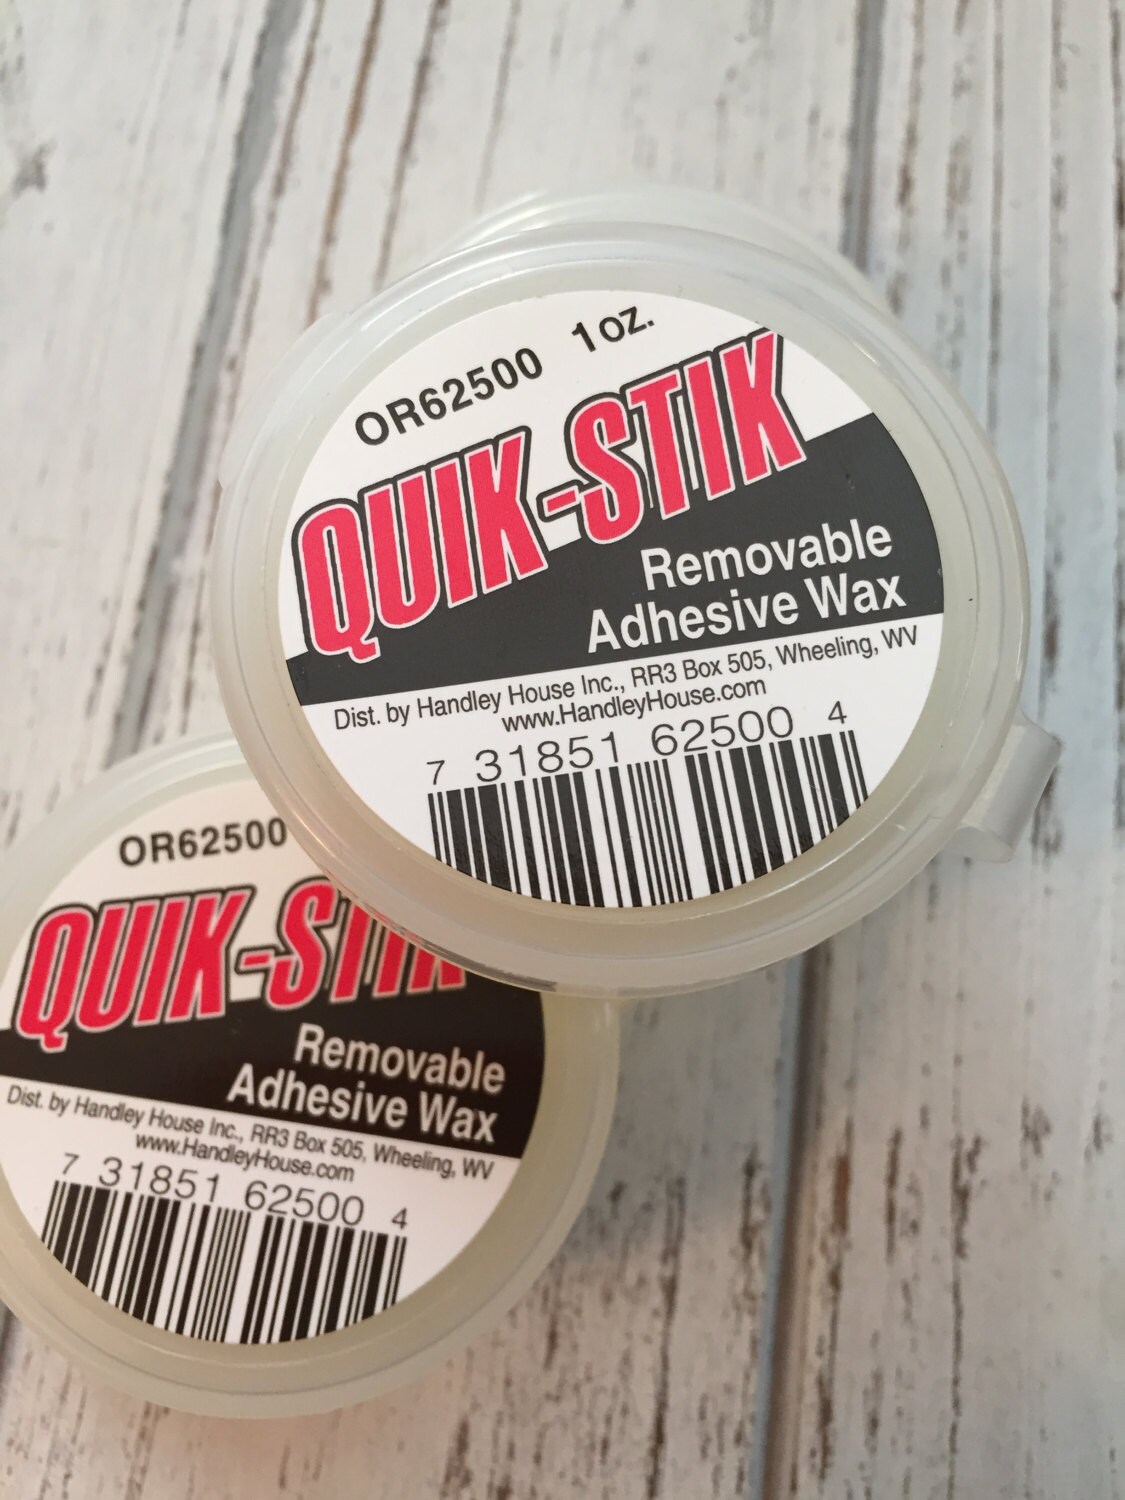 OR62500 1oz.
QUIK-STIK
Removable
Adhesive Wax
Dist. by Handley House Inc., RR3 Box 505, Wheeling, WV
www.HandleyHouse.com
7 31851 62500 4
OR62500
QUIK-STIK
Removable
Adhesive Wax
Dist. by Handley House Inc., RR3 Box 505, Wheeling, WV
www.HandleyHouse.com
7 31851 62500 4